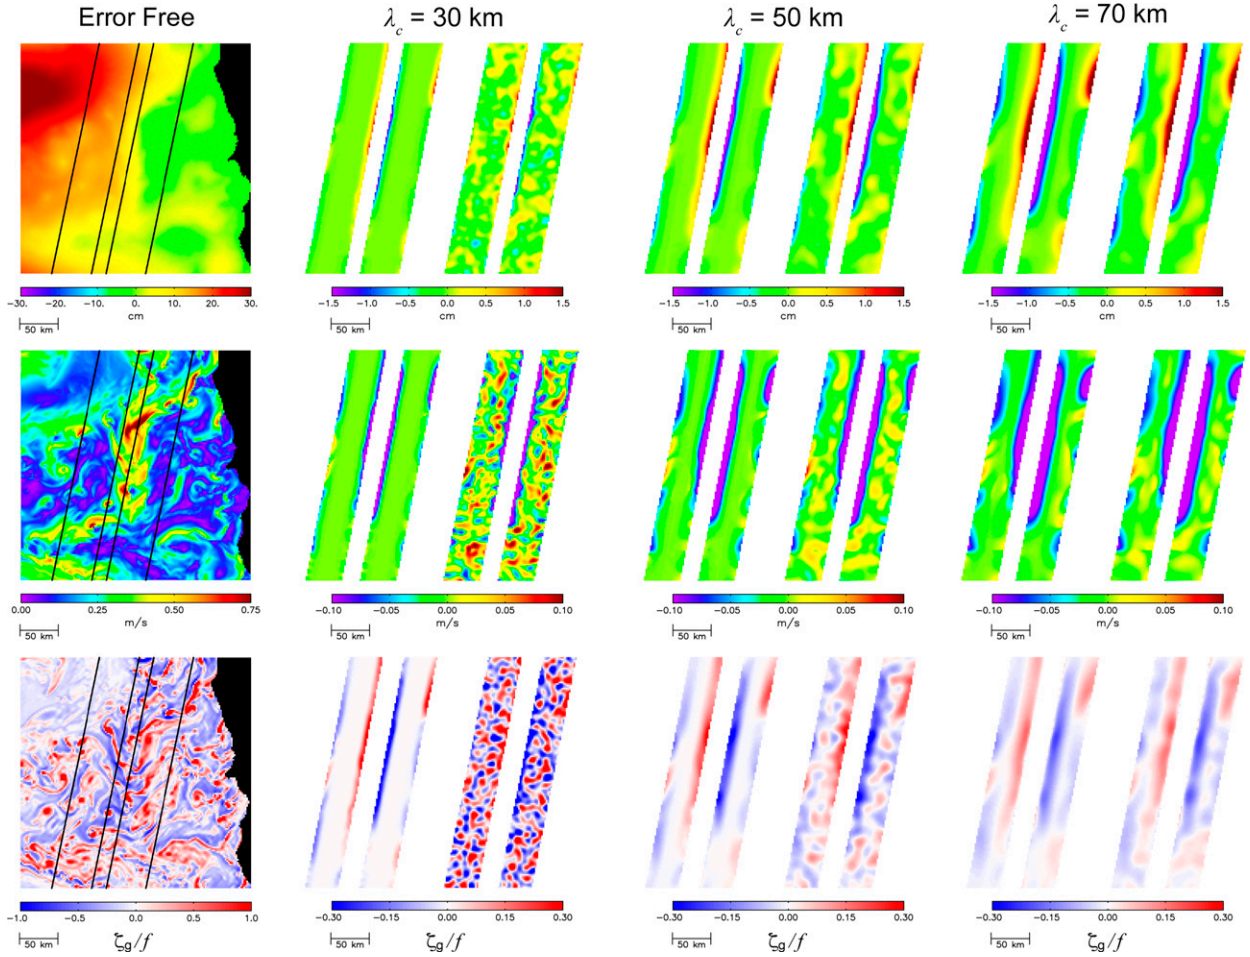 Error Free
λc = 30 km
λc = 50 km
λc = 70 km
−30. −20. −10. 0. 10. 20. 30.
cm
50 km
−1.5 −1.0 −0.5 0.0 0.5 1.0 1.5
cm
50 km
−1.5 −1.0 −0.5 0.0 0.5 1.0 1.5
cm
50 km
−1.5 −1.0 −0.5 0.0 0.5 1.0 1.5
cm
50 km
0.00 0.25 0.50 0.75
m/s
50 km
−0.10 −0.05 0.00 0.05 0.10
m/s
50 km
−0.10 −0.05 0.00 0.05 0.10
m/s
50 km
−0.10 −0.05 0.00 0.05 0.10
m/s
50 km
−1.0 −0.5 0.0 0.5 1.0
50 km
ζg/f
−0.30 −0.15 0.00 0.15 0.30
50 km
ζg/f
−0.30 −0.15 0.00 0.15 0.30
50 km
ζg/f
−0.30 −0.15 0.00 0.15 0.30
50 km
ζg/f